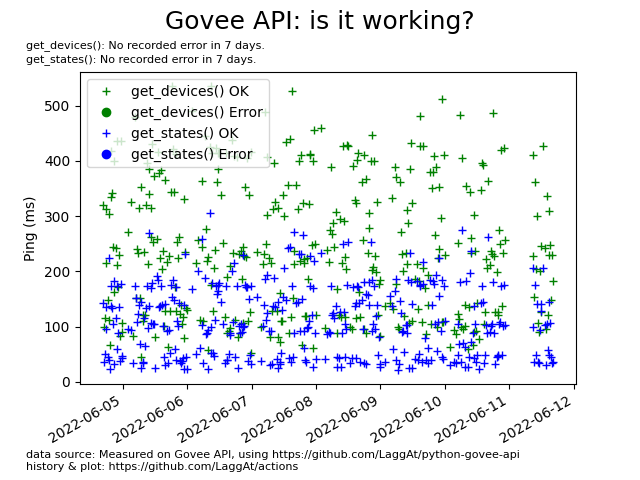 Govee API: is it working?
get_devices(): No recorded error in 7 days.
get_states(): No recorded error in 7 days.
get_devices() OK
get_devices() Error
get_states() OK
get_states() Error
Ping (ms)
500
400
300
200
100
0
2022-06-05
2022-06-06
2022-06-07
2022-06-08
2022-06-09
2022-06-10
2022-06-11
2022-06-12
data source: Measured on Govee API, using https://github.com/LaggAt/python-govee-api
history & plot: https://github.com/LaggAt/actions